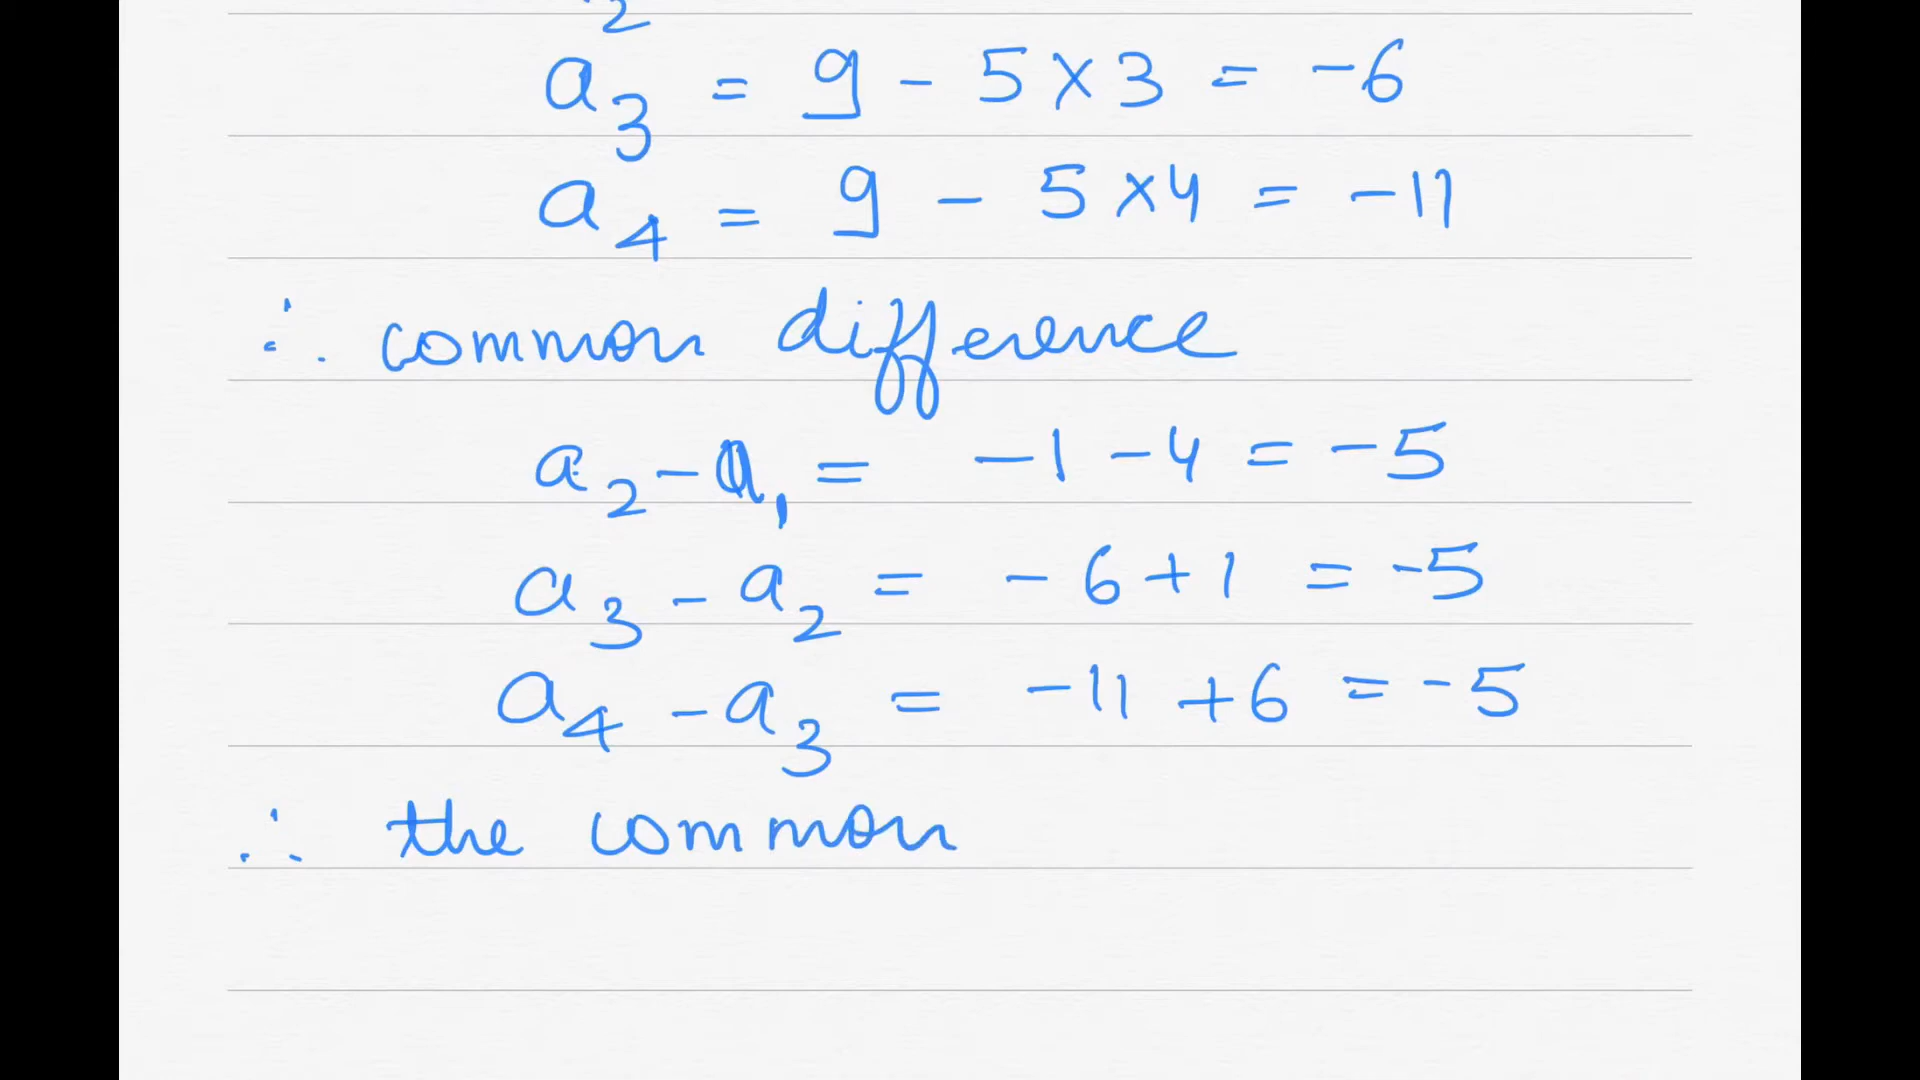 2
a₃ = 9 - 5 × 3 = -6
a₄ = 9 - 5 × 4 = -11
∴ common difference
a₂ - a₁ = -1 - 4 = -5
a₃ - a₂ = -6 + 1 = -5
a₄ - a₃ = -11 + 6 = -5
∴ the common